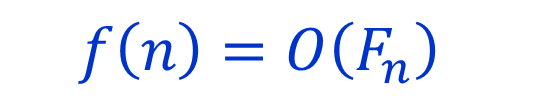 f(n) = O(Fₙ)